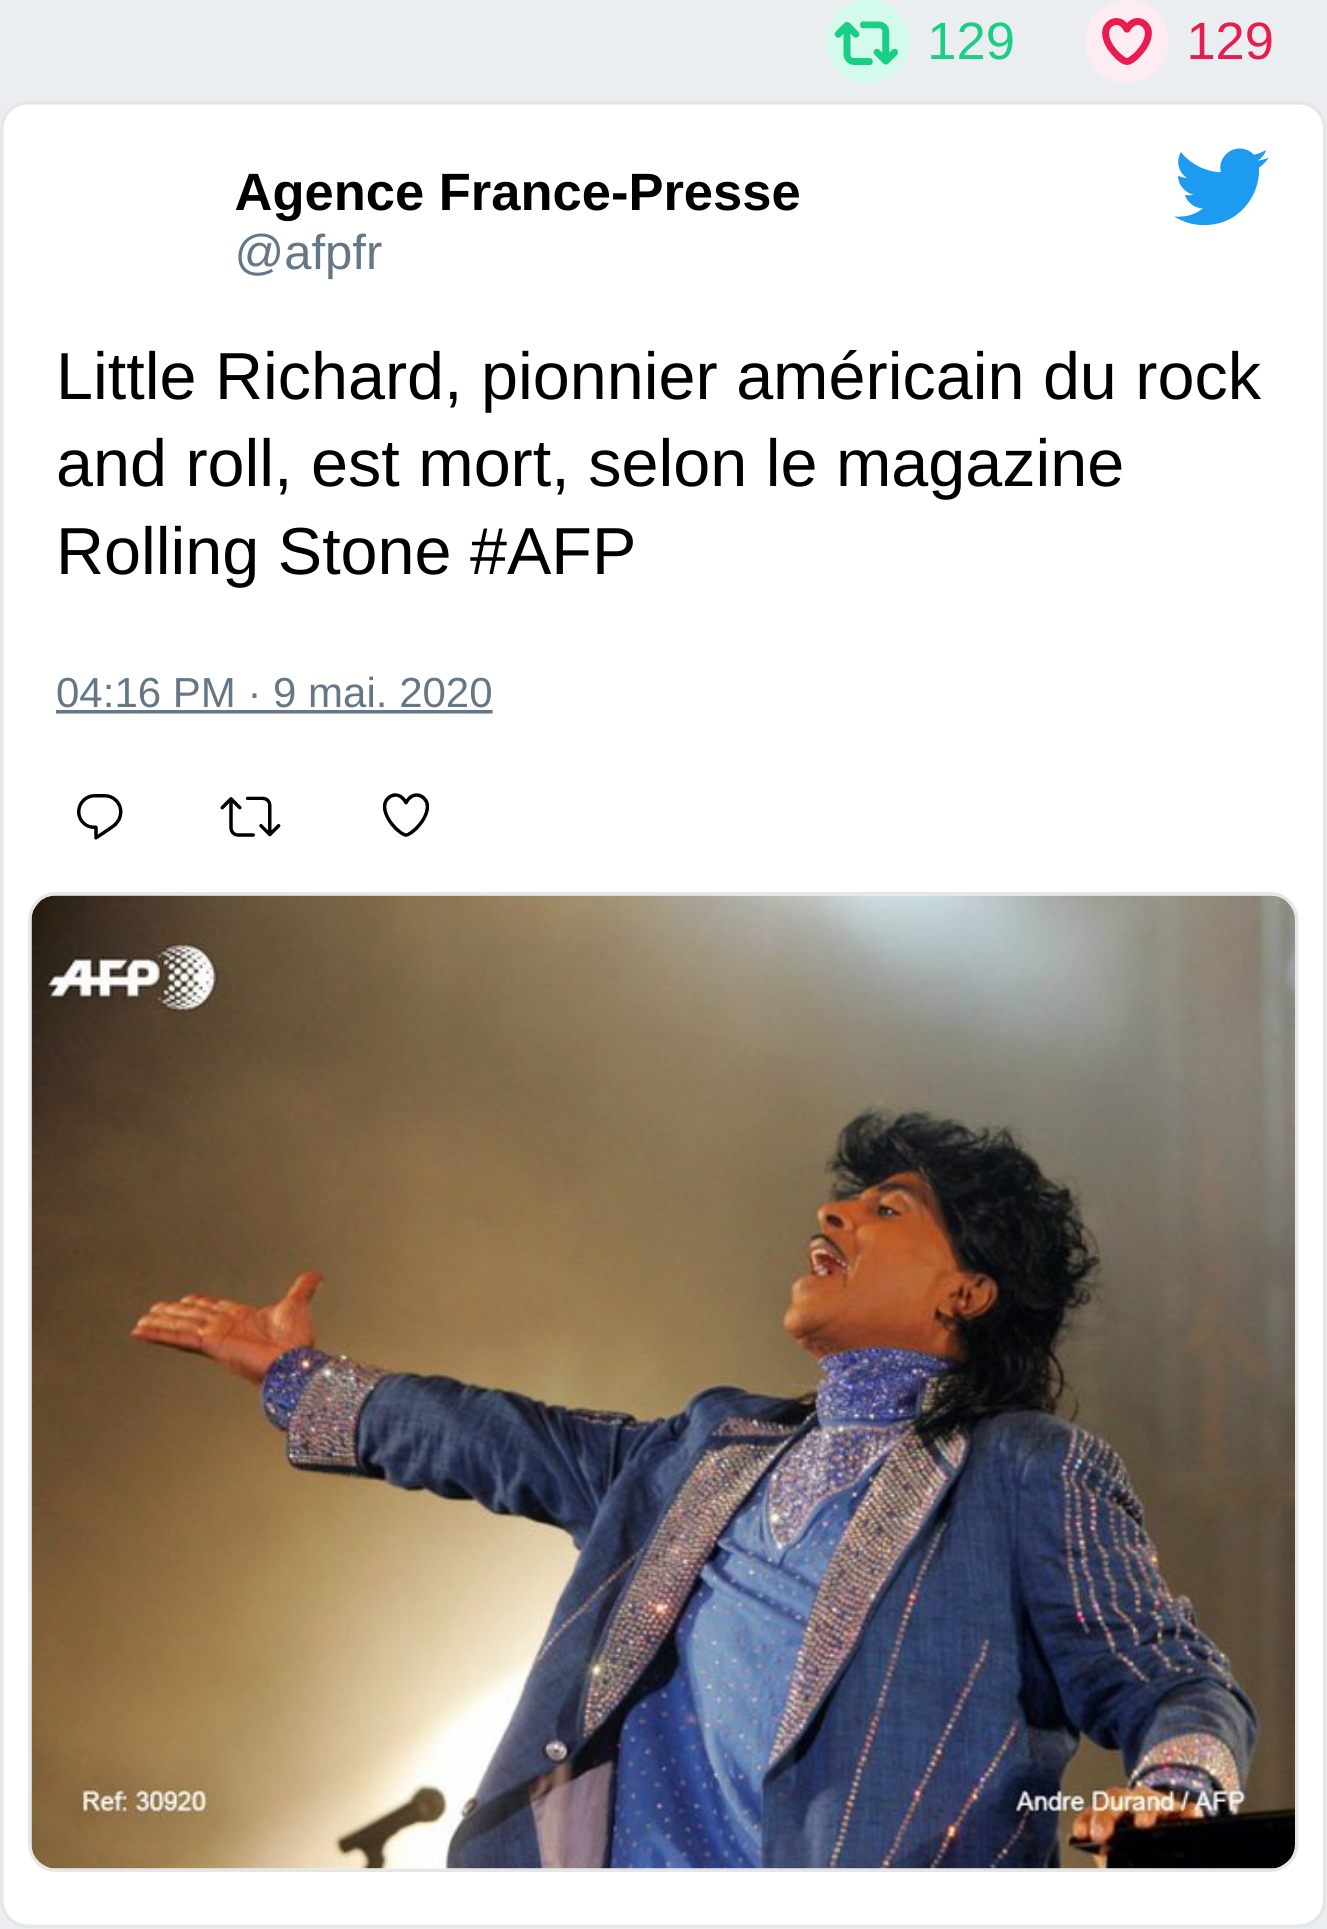 129 129
Agence France-Presse
@afpfr
Little Richard, pionnier américain du rock
and roll, est mort, selon le magazine
Rolling Stone #AFP
04:16 PM · 9 mai. 2020
AFP
Ref: 30920
Andre Durand / AFP